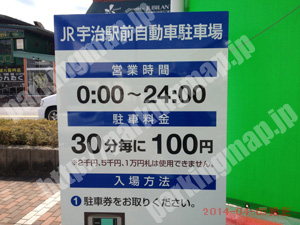 JR宇治駅前自動車駐車場
営業時間
0:00~24:00
駐車料金
30分毎に 100円
※2千円、5千円、1万円札は使用できません。
入場方法
1 駐車券をお取りください。
parkingmap.jp